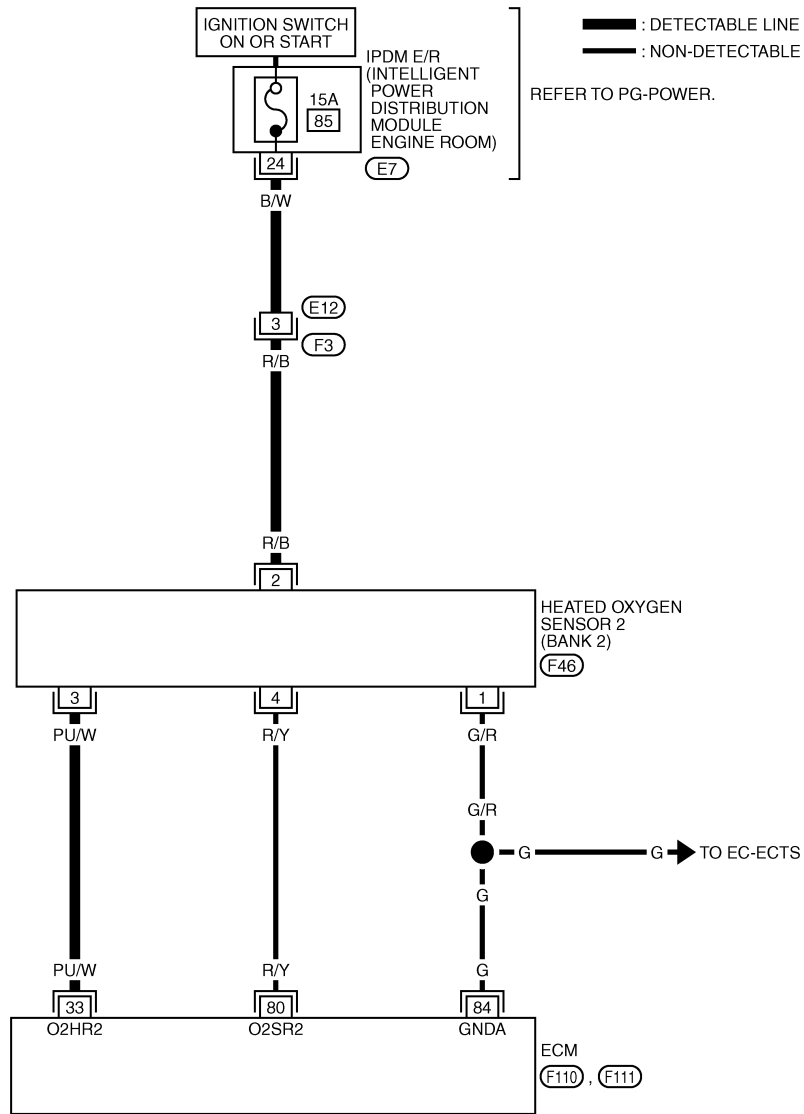 IGNITION SWITCH
ON OR START
: DETECTABLE LINE
: NON-DETECTABLE
IPDM E/R
(INTELLIGENT
POWER
DISTRIBUTION
MODULE
ENGINE ROOM)
REFER TO PG-POWER.
15A
85
24
E7
B/W
E12
3
F3
R/B
R/B
2
HEATED OXYGEN
SENSOR 2
(BANK 2)
F46
3
4
1
PU/W
R/Y
G/R
G/R
G
G
TO EC-ECTS
G
PU/W
R/Y
G
33
80
84
O2HR2
O2SR2
GNDA
ECM
F110 , F111